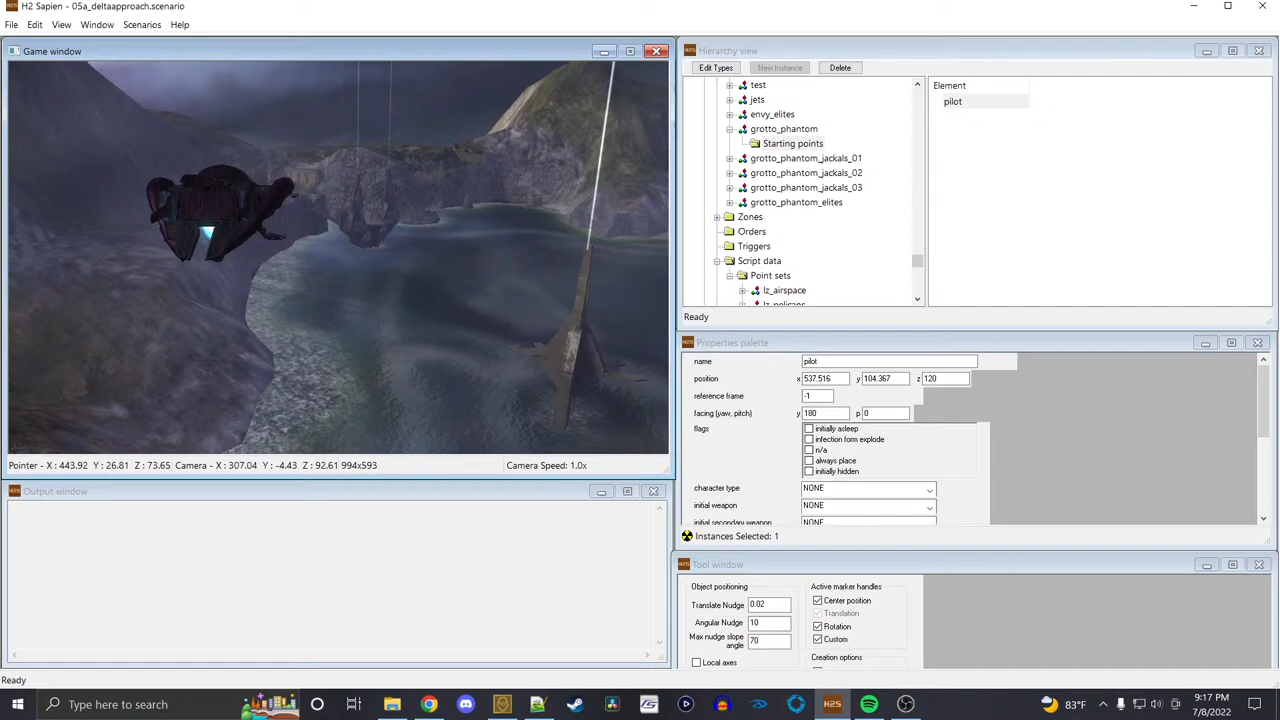 H2 Sapien - 05a_deltaapproach.scenario
File Edit View Window Scenarios Help
Game window
Pointer - X : 443.92 Y : 26.81 Z : 73.65 Camera - X : 307.04 Y : -4.43 Z : 92.61 994x593
Camera Speed: 1.0x
Output window
Hierarchy view
Edit Types New Instance Delete
test
jets
envy_elites
grotto_phantom
Starting points
grotto_phantom_jackals_01
grotto_phantom_jackals_02
grotto_phantom_jackals_03
grotto_phantom_elites
Zones
Orders
Triggers
Script data
Point sets
lz_airspace
lz_pelicans
Element
pilot
Ready
Properties palette
name pilot
position x 537.516 y 104.367 z 120
reference frame -1
facing (yaw, pitch) y 180 p 0
flags initially asleep
infection form explode
n/a
always place
initially hidden
character type NONE
initial weapon NONE
initial secondary weapon NONE
Instances Selected: 1
Tool window
Object positioning
Translate Nudge 0.02
Angular Nudge 10
Max nudge slope angle 70
Local axes
Active marker handles
Center position
Translation
Rotation
Custom
Creation options
Ready
Type here to search
H2S
83°F
9:17 PM
7/8/2022